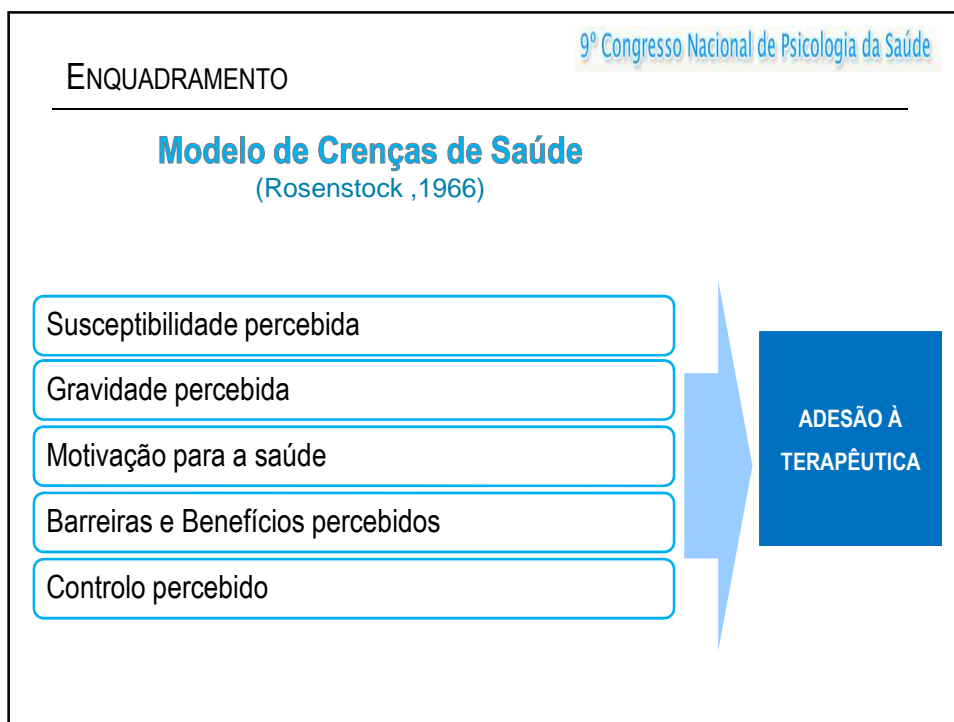 9º Congresso Nacional de Psicologia da Saúde
ENQUADRAMENTO
Modelo de Crenças de Saúde
(Rosenstock ,1966)
Susceptibilidade percebida
Gravidade percebida
Motivação para a saúde
Barreiras e Benefícios percebidos
Controlo percebido
ADESÃO À
TERAPÊUTICA